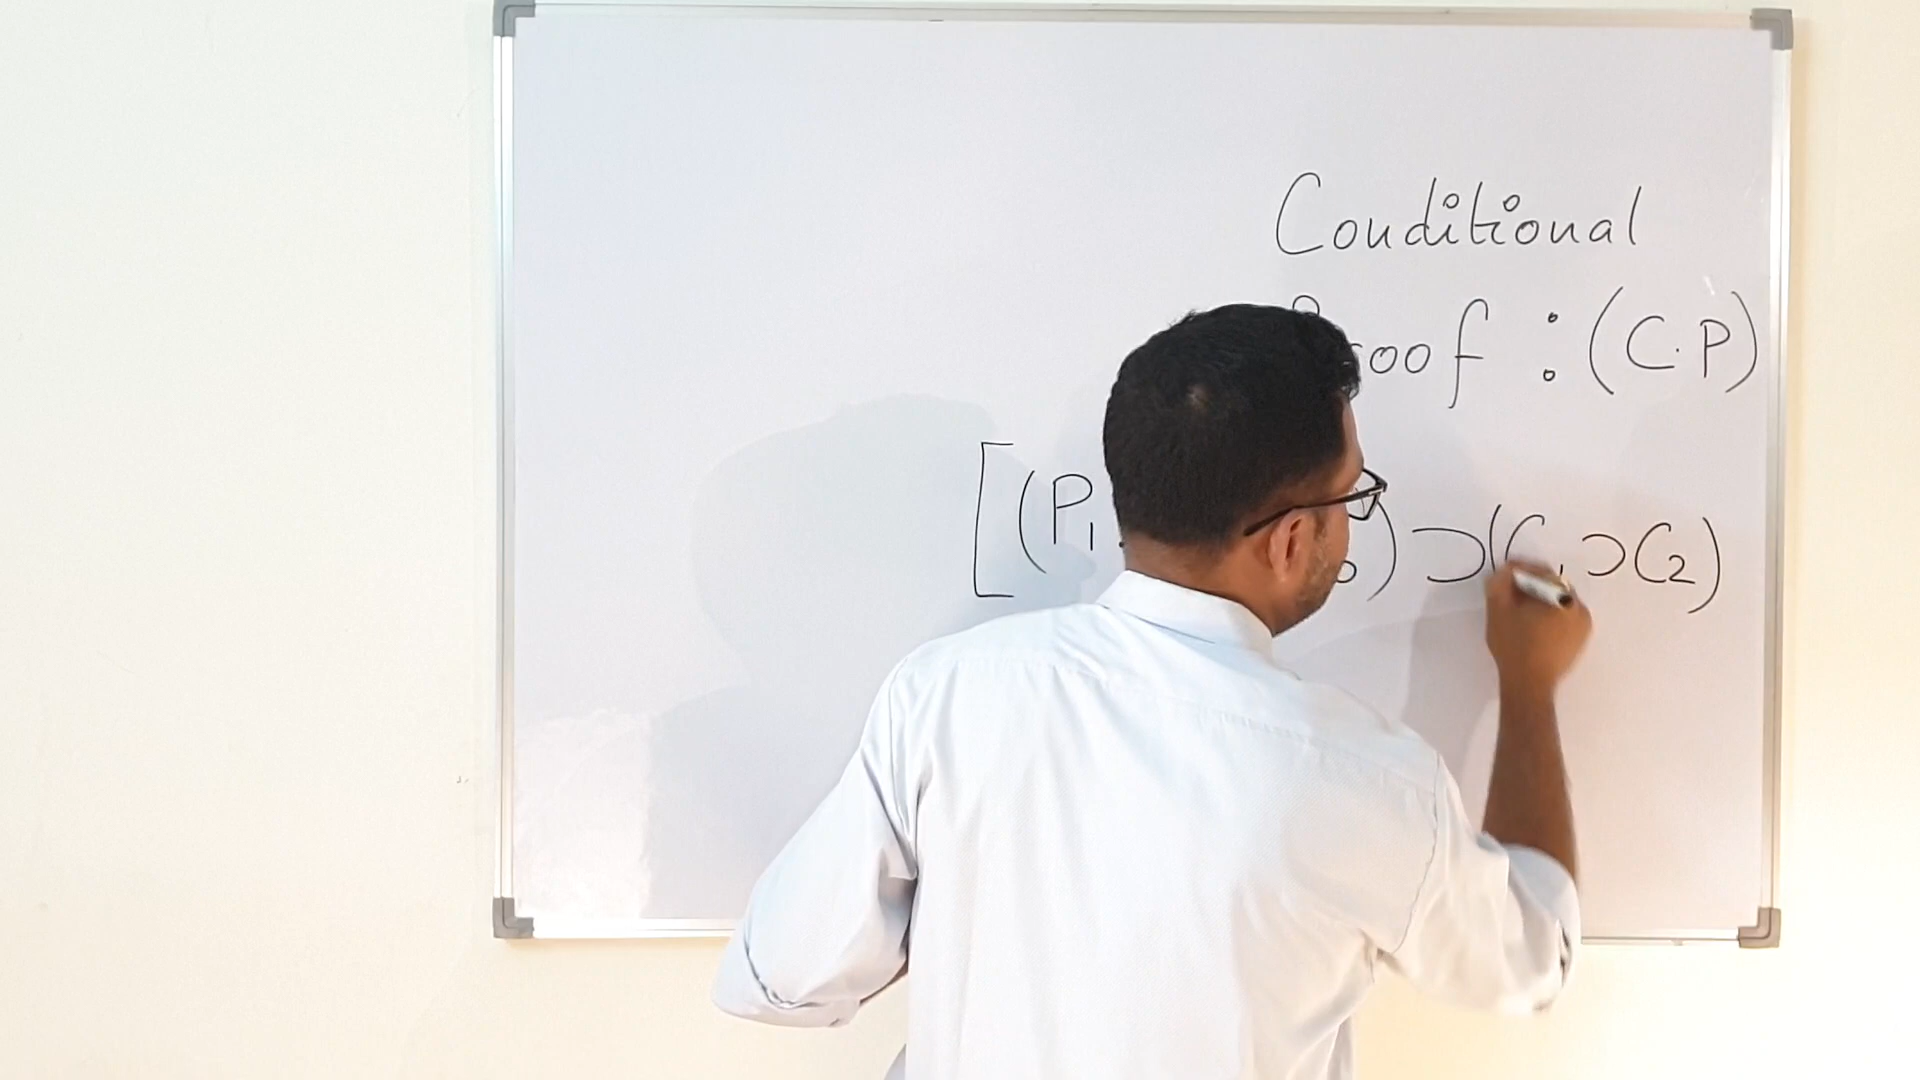 Conditional
Proof : (C.P)
[(P₁. ) ⊃ (C₁ ⊃ C₂)